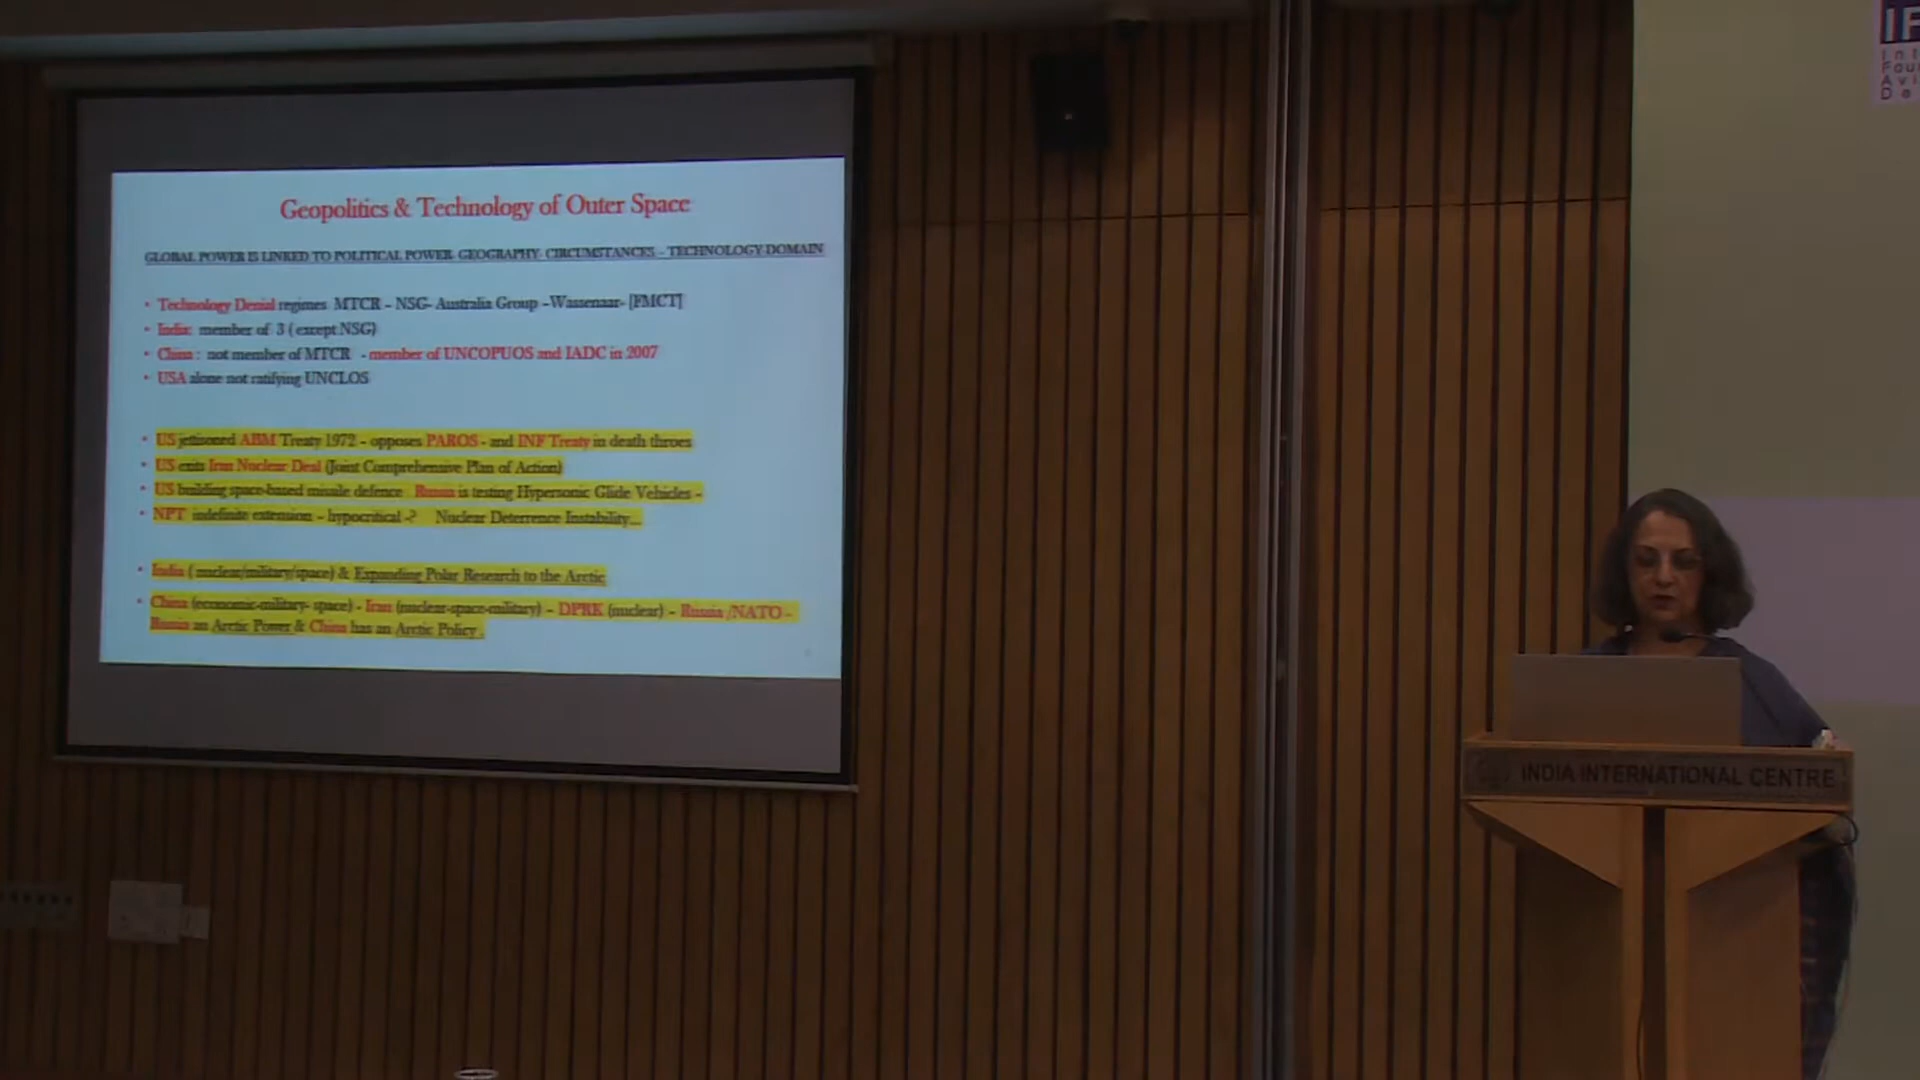 Geopolitics & Technology of Outer Space
GLOBAL POWER IS LINKED TO POLITICAL POWER GEOGRAPHY CIRCUMSTANCES - TECHNOLOGY DOMAIN
• Technology Denial regimes MTCR – NSG- Australia Group –Wassenaar- [FMCT]
• India: member of 3 ( except NSG)
• China : not member of MTCR - member of UNCOPUOS and IADC in 2007
• USA alone not ratifying UNCLOS
• US jettisoned ABM Treaty 1972 – opposes PAROS - and INF Treaty in death throes
• US exits Iran Nuclear Deal (Joint Comprehensive Plan of Action)
• US building space-based missile defence Russia is testing Hypersonic Glide Vehicles –
• NPT indefinite extension – hypocritical -? Nuclear Deterrence Instability...
• India ( nuclear/military/space) & Expanding Polar Research to the Arctic
• China (economic-military- space) - Iran (nuclear-space-military) – DPRK (nuclear) – Russia /NATO –
Russia an Arctic Power & China has an Arctic Policy .
IF
Int
Fou
Avi
De
INDIA INTERNATIONAL CENTRE